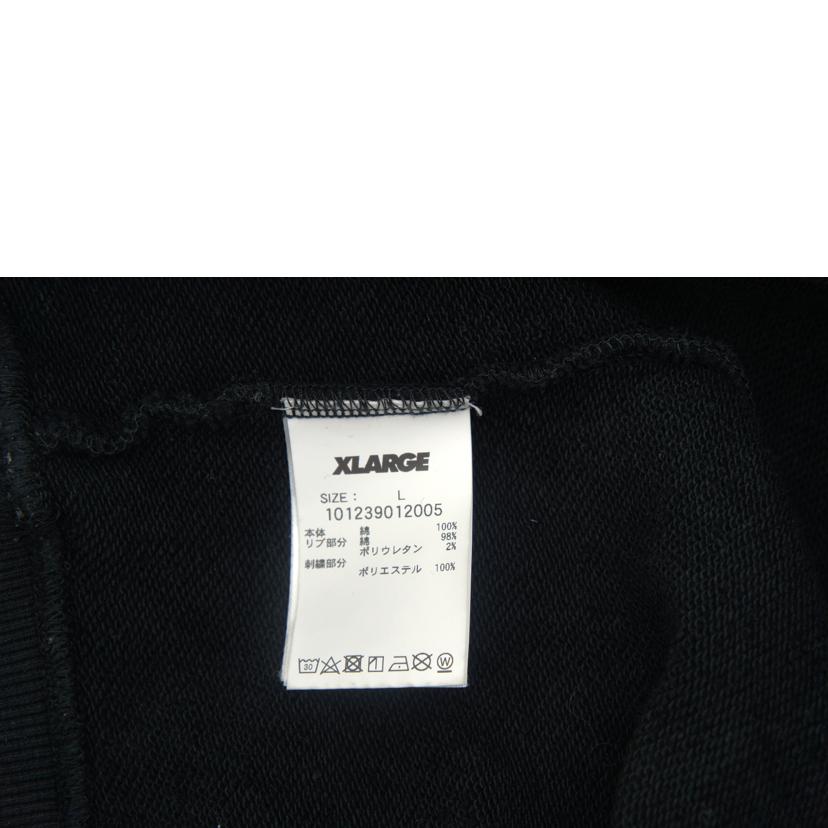 XLARGE
SIZE : L
101239012005
本体 綿 100%
リブ部分 綿 98%
ポリウレタン 2%
刺繍部分
ポリエステル 100%
30
W